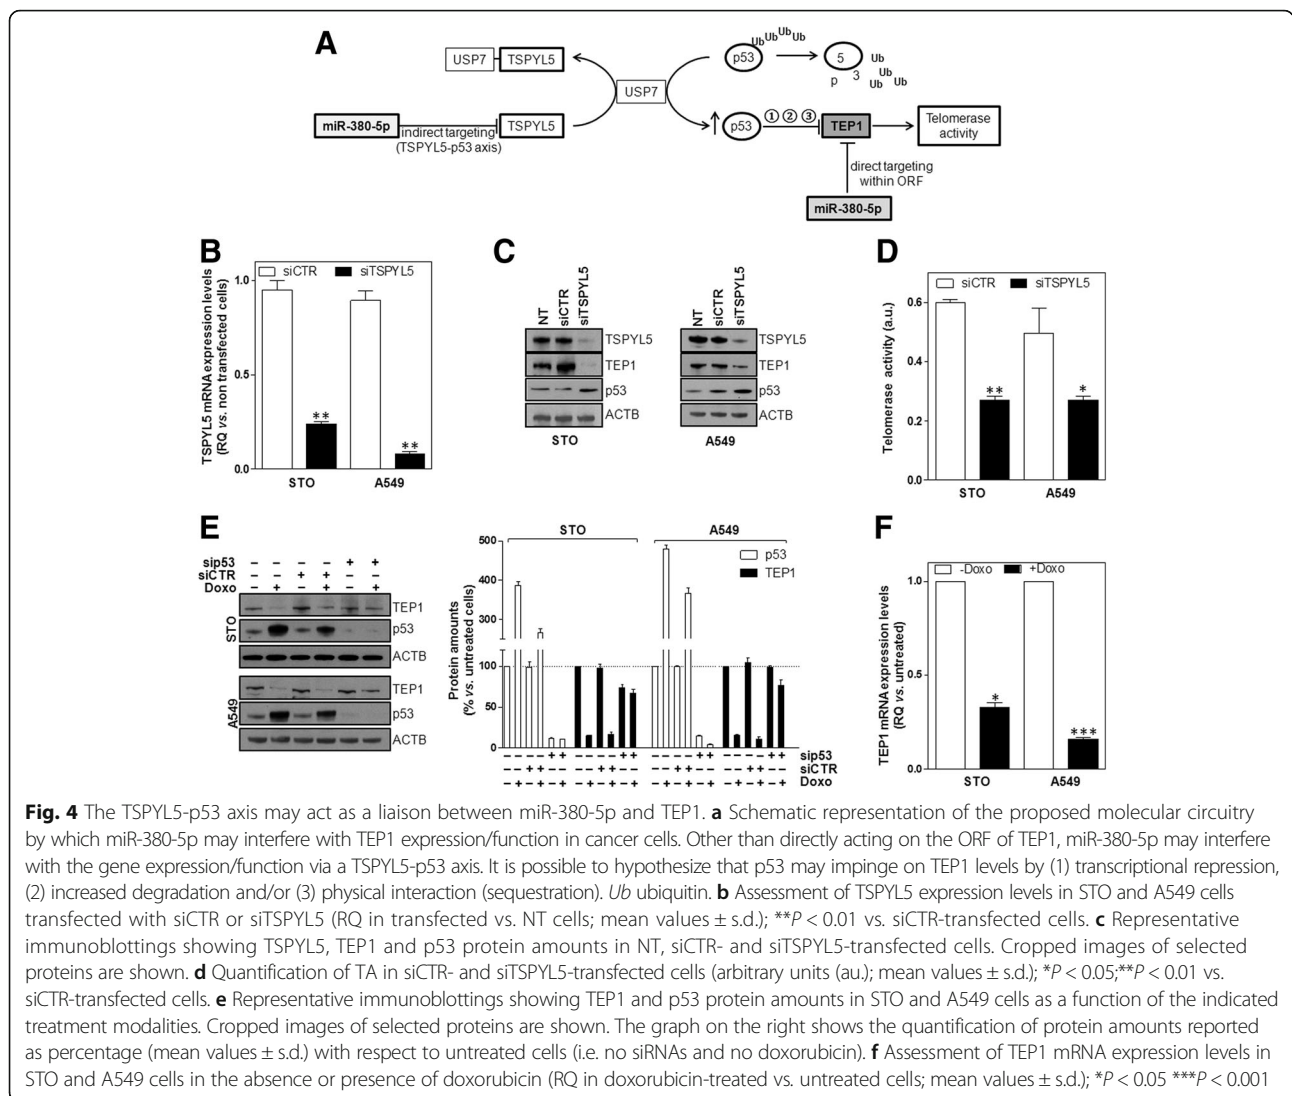 A
USP7 TSPYL5
USP7
p53
Ub Ub Ub Ub
5
p 3
Ub
Ub
Ub Ub
miR-380-5p
indirect targeting
(TSPYL5-p53 axis)
TSPYL5
p53
① ② ③
TEP1
Telomerase
activity
direct targeting
within ORF
miR-380-5p
B
TSPYL5 mRNA expression levels
(RQ vs. non transfected cells)
siCTR siTSPYL5
1.0
0.5
0.0
** **
STO A549
C
NT siCTR siTSPYL5
TSPYL5
TEP1
p53
ACTB
STO
NT siCTR siTSPYL5
TSPYL5
TEP1
p53
ACTB
A549
D
Telomerase activity (a.u.)
siCTR siTSPYL5
0.6
0.4
0.2
0.0
** *
STO A549
E
sip53 – – – – + +
siCTR – – + + – –
Doxo – + – + – +
STO
TEP1
p53
ACTB
A549
TEP1
p53
ACTB
Protein amounts
(% vs. untreated cells)
STO A549
p53
TEP1
500
400
300
100
50
0
– – – – + + – – – – + + – – – – + + – – – – + + sip53
– – + + – – – – + + – – – – + + – – – – + + – – siCTR
– + – + – + – + – + – + – + – + – + – + – + – + Doxo
F
TEP1 mRNA expression levels
(RQ vs. untreated)
-Doxo +Doxo
1.0
0.5
0.0
* ***
STO A549
Fig. 4 The TSPYL5-p53 axis may act as a liaison between miR-380-5p and TEP1. a Schematic representation of the proposed molecular circuitry
by which miR-380-5p may interfere with TEP1 expression/function in cancer cells. Other than directly acting on the ORF of TEP1, miR-380-5p may interfere
with the gene expression/function via a TSPYL5-p53 axis. It is possible to hypothesize that p53 may impinge on TEP1 levels by (1) transcriptional repression,
(2) increased degradation and/or (3) physical interaction (sequestration). Ub ubiquitin. b Assessment of TSPYL5 expression levels in STO and A549 cells
transfected with siCTR or siTSPYL5 (RQ in transfected vs. NT cells; mean values ± s.d.); **P < 0.01 vs. siCTR-transfected cells. c Representative
immunoblottings showing TSPYL5, TEP1 and p53 protein amounts in NT, siCTR- and siTSPYL5-transfected cells. Cropped images of selected
proteins are shown. d Quantification of TA in siCTR- and siTSPYL5-transfected cells (arbitrary units (au.); mean values ± s.d.); *P < 0.05;**P < 0.01 vs.
siCTR-transfected cells. e Representative immunoblottings showing TEP1 and p53 protein amounts in STO and A549 cells as a function of the indicated
treatment modalities. Cropped images of selected proteins are shown. The graph on the right shows the quantification of protein amounts reported
as percentage (mean values ± s.d.) with respect to untreated cells (i.e. no siRNAs and no doxorubicin). f Assessment of TEP1 mRNA expression levels in
STO and A549 cells in the absence or presence of doxorubicin (RQ in doxorubicin-treated vs. untreated cells; mean values ± s.d.); *P < 0.05 ***P < 0.001